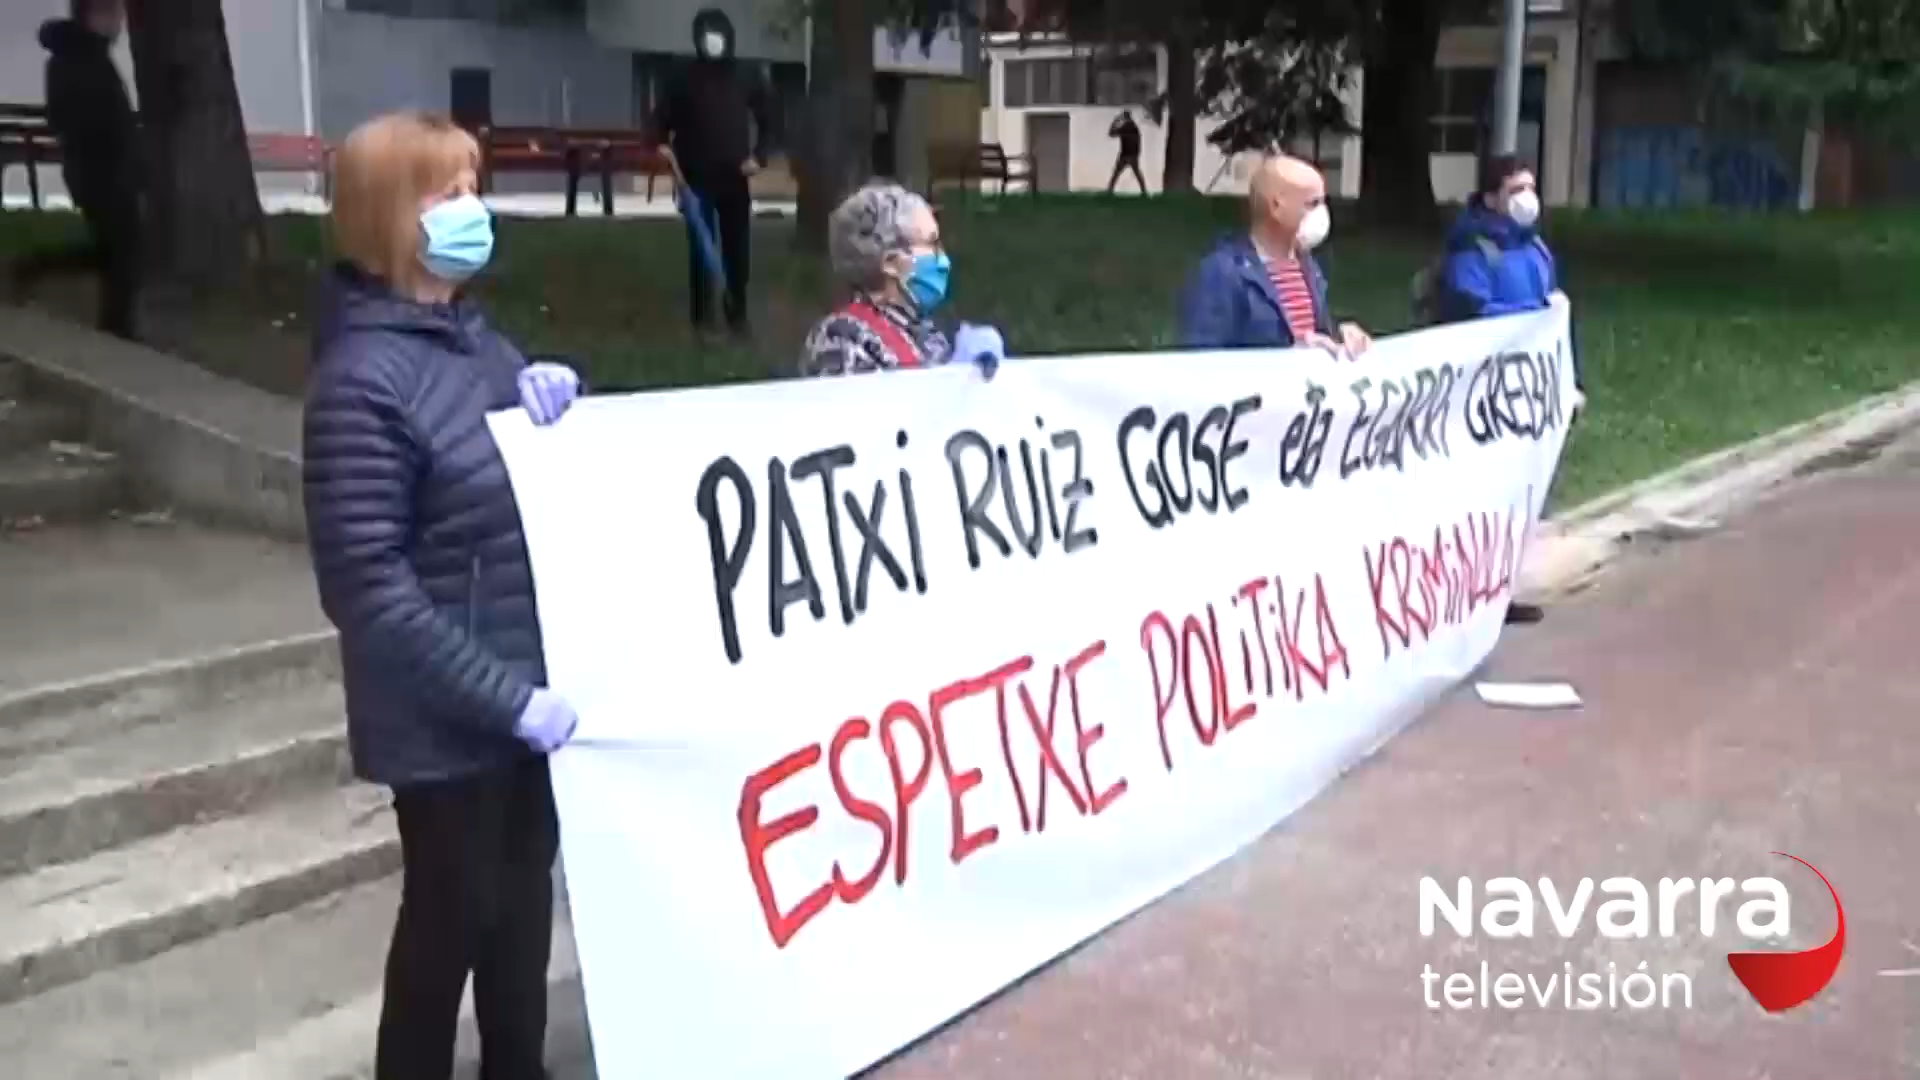 PATXI RUIZ GOSE eta EGARRI GREBAN
ESPETXE POLITIKA KRIMINALA!
Navarra
televisión